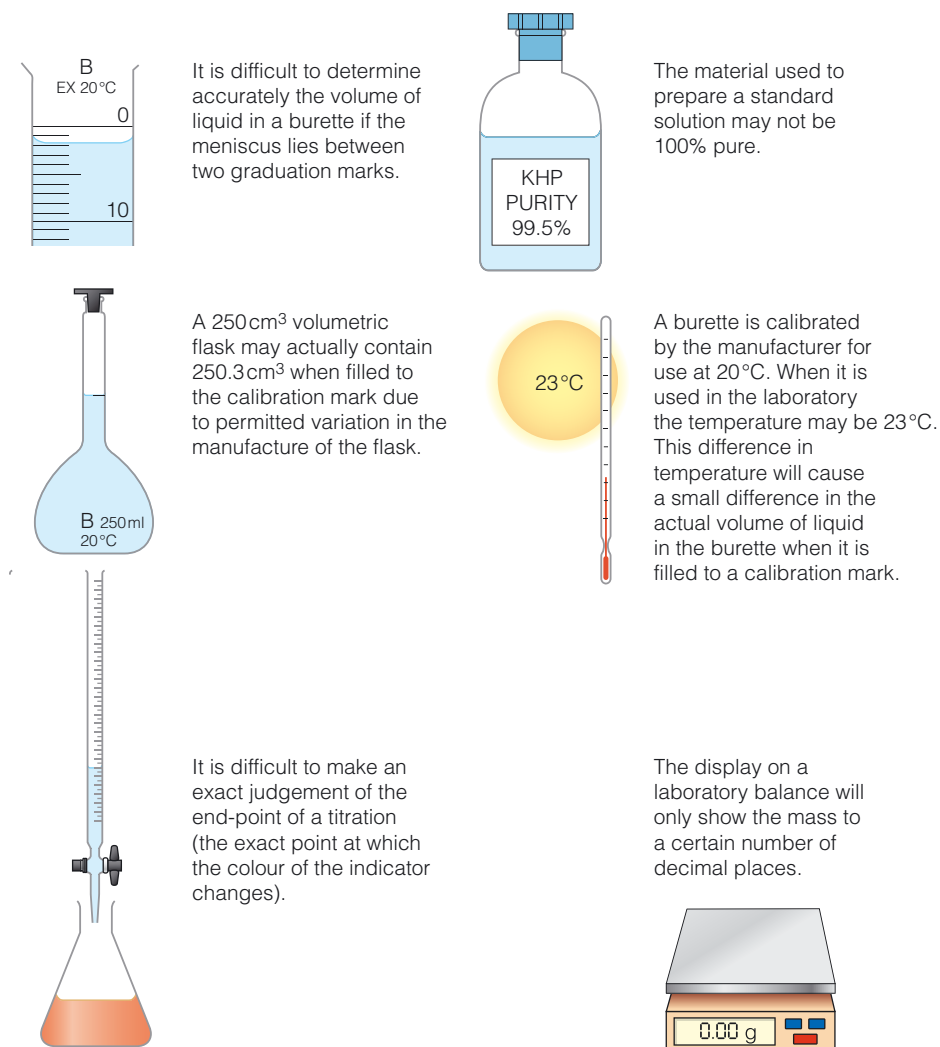 B
EX 20°C
0
10
It is difficult to determine
accurately the volume of
liquid in a burette if the
meniscus lies between
two graduation marks.
KHP
PURITY
99.5%
The material used to
prepare a standard
solution may not be
100% pure.
B 250ml
20°C
A 250cm³ volumetric
flask may actually contain
250.3cm³ when filled to
the calibration mark due
to permitted variation in the
manufacture of the flask.
23°C
A burette is calibrated
by the manufacturer for
use at 20°C. When it is
used in the laboratory
the temperature may be 23°C.
This difference in
temperature will cause
a small difference in the
actual volume of liquid
in the burette when it is
filled to a calibration mark.
It is difficult to make an
exact judgement of the
end-point of a titration
(the exact point at which
the colour of the indicator
changes).
The display on a
laboratory balance will
only show the mass to
a certain number of
decimal places.
0.00 g